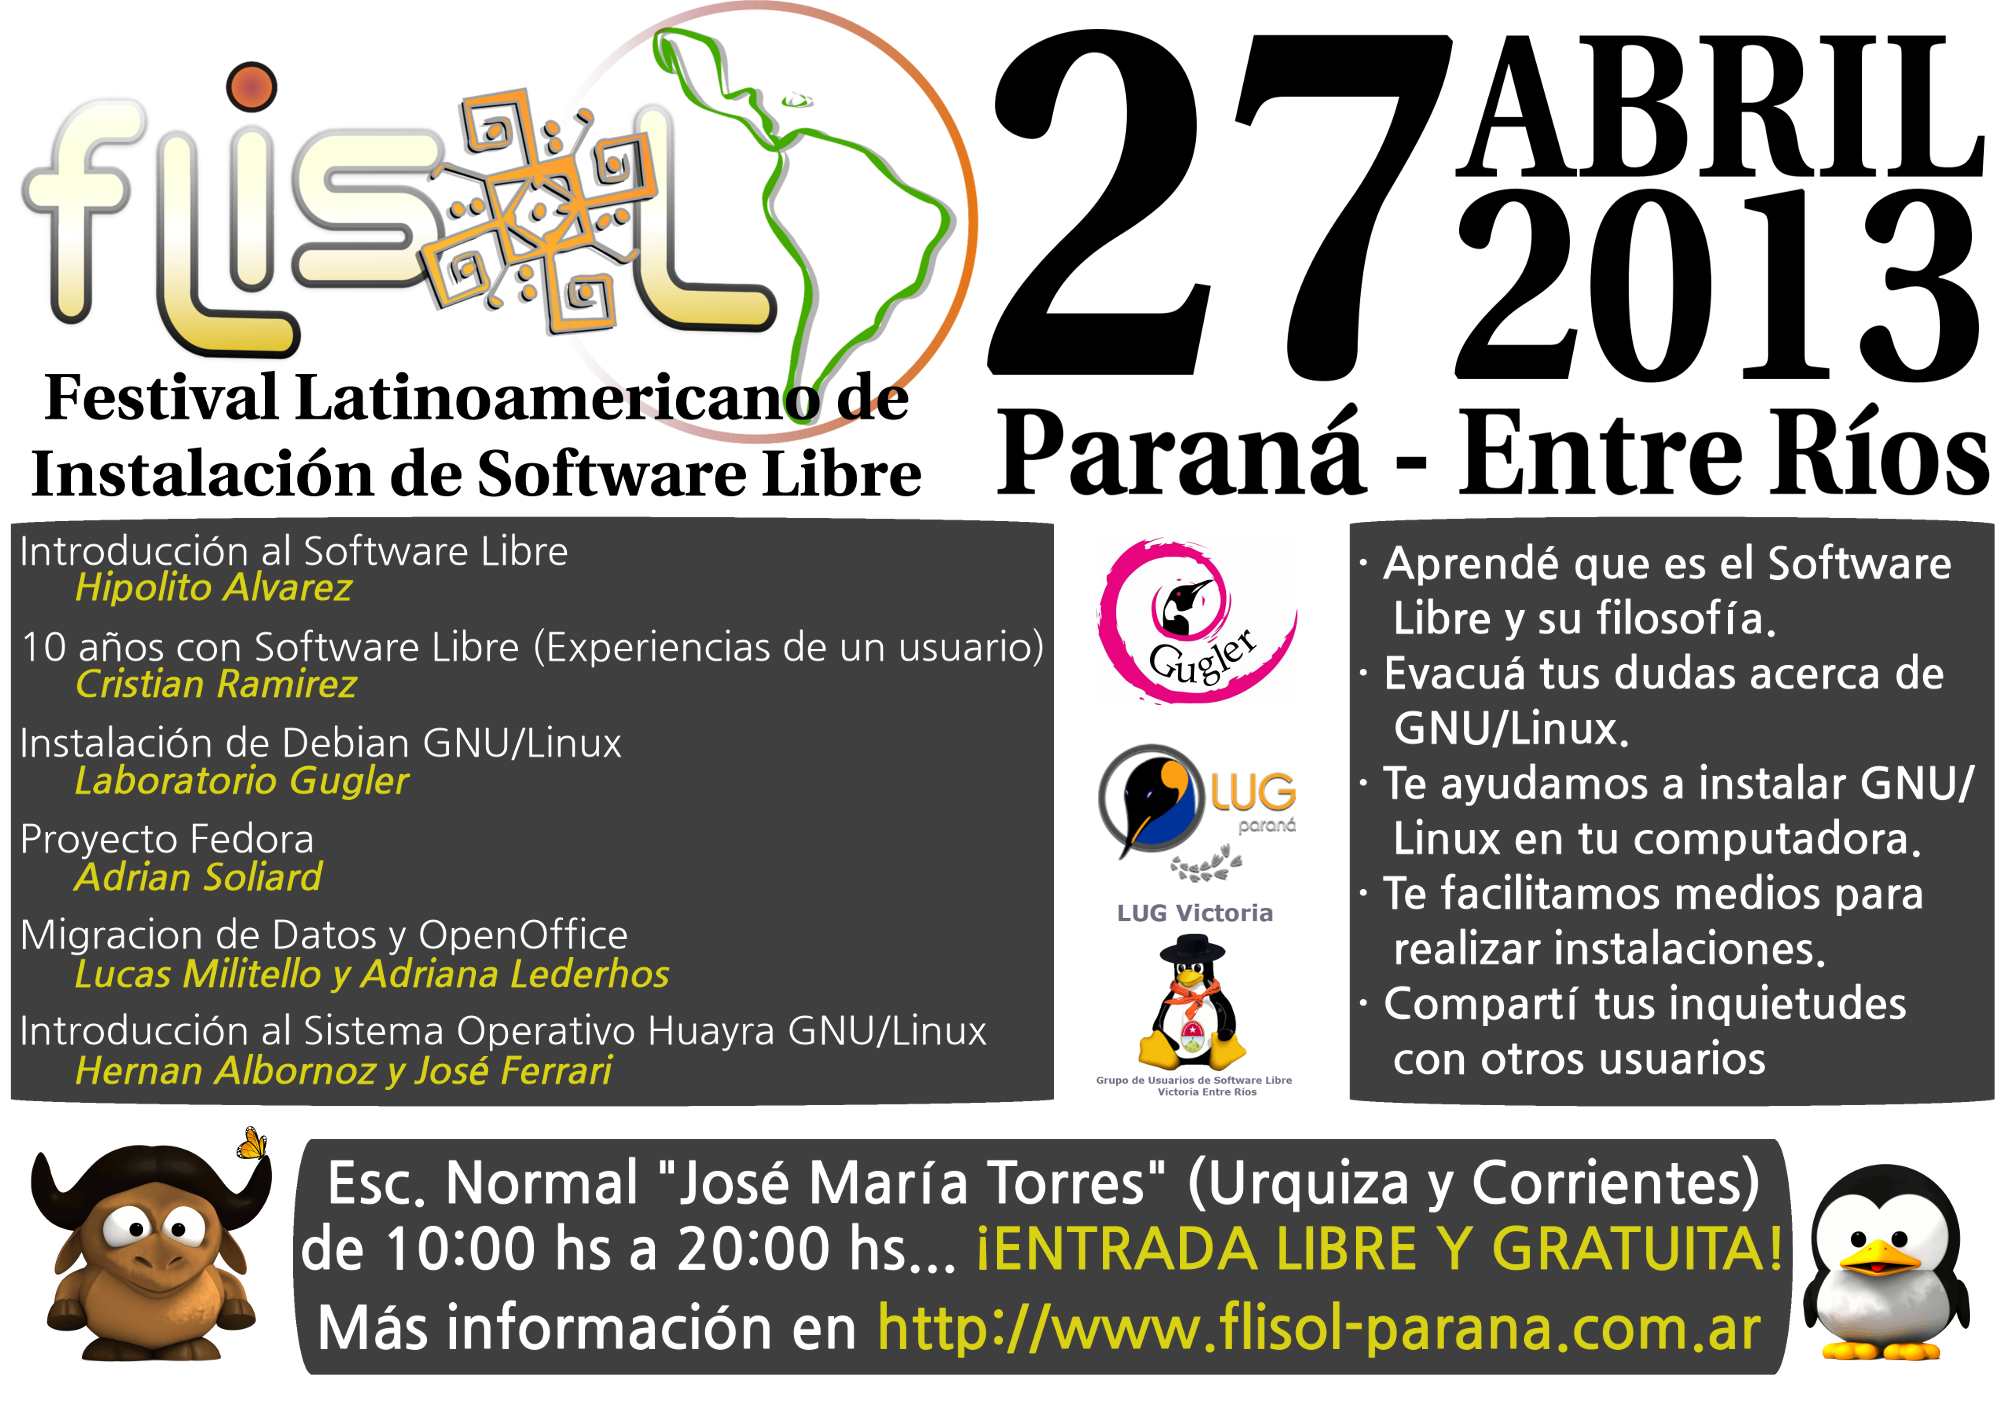 flisol
Festival Latinoamericano de
Instalación de Software Libre
27
ABRIL
2013
Paraná - Entre Ríos
Introducción al Software Libre
Hipolito Alvarez
10 años con Software Libre (Experiencias de un usuario)
Cristian Ramirez
Instalación de Debian GNU/Linux
Laboratorio Gugler
Proyecto Fedora
Adrian Soliard
Migracion de Datos y OpenOffice
Lucas Militello y Adriana Lederhos
Introducción al Sistema Operativo Huayra GNU/Linux
Hernan Albornoz y José Ferrari
Gugler
LUG
paraná
LUG Victoria
Grupo de Usuarios de Software Libre
Victoria Entre Ríos
· Aprendé que es el Software
Libre y su filosofía.
· Evacuá tus dudas acerca de
GNU/Linux.
· Te ayudamos a instalar GNU/
Linux en tu computadora.
· Te facilitamos medios para
realizar instalaciones.
· Compartí tus inquietudes
con otros usuarios
Esc. Normal "José María Torres" (Urquiza y Corrientes)
de 10:00 hs a 20:00 hs... ¡ENTRADA LIBRE Y GRATUITA!
Más información en http://www.flisol-parana.com.ar